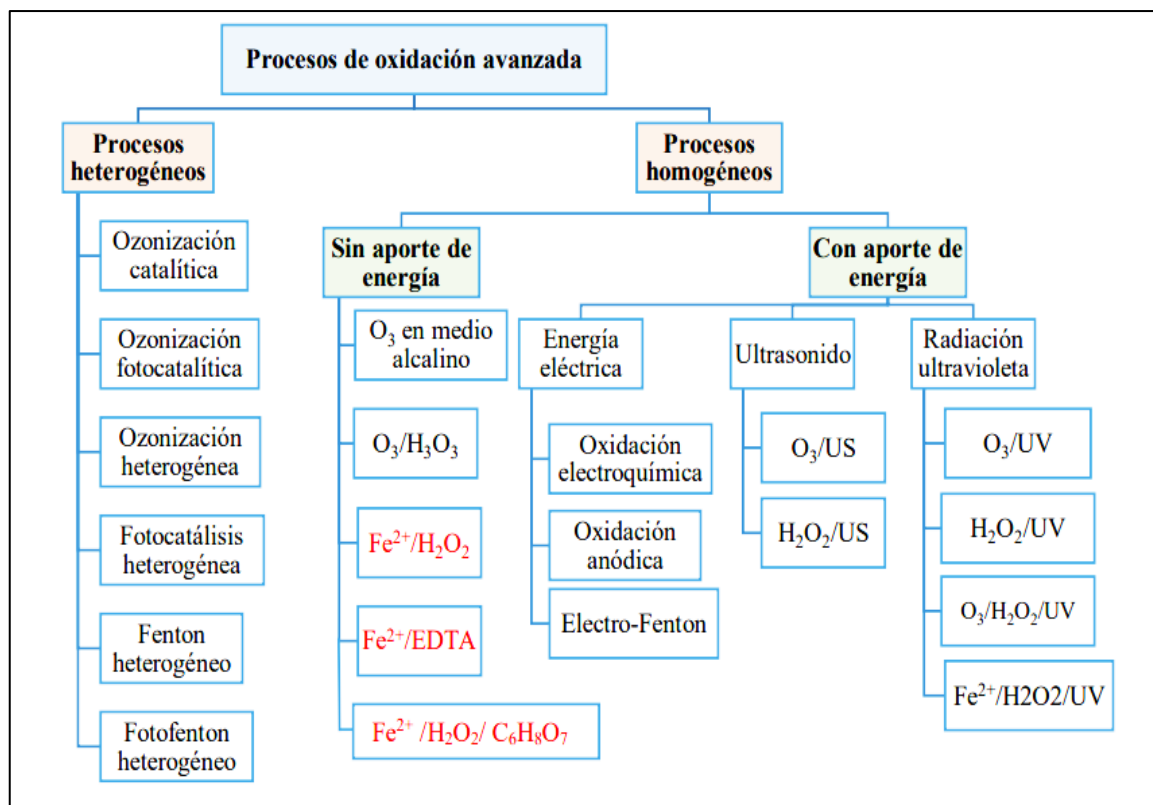 Procesos de oxidación avanzada
Procesos
heterogéneos
Ozonización
catalítica
Ozonización
fotocatalítica
Ozonización
heterogénea
Fotocatálisis
heterogénea
Fenton
heterogéneo
Fotofenton
heterogéneo
Procesos
homogéneos
Sin aporte de
energía
O₃ en medio
alcalino
O₃/H₃O₃
Fe²⁺/H₂O₂
Fe²⁺/EDTA
Fe²⁺ /H₂O₂/ C₆H₈O₇
Con aporte de
energía
Energía
eléctrica
Oxidación
electroquímica
Oxidación
anódica
Electro-Fenton
Ultrasonido
O₃/US
H₂O₂/US
Radiación
ultravioleta
O₃/UV
H₂O₂/UV
O₃/H₂O₂/UV
Fe²⁺/H2O2/UV